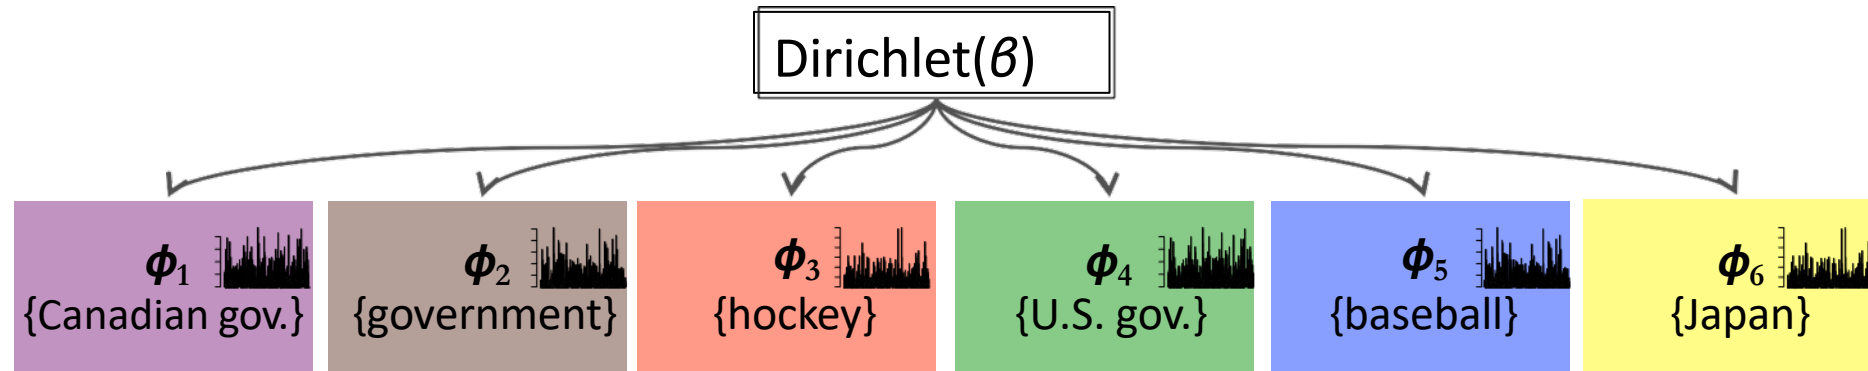 Dirichlet(β)
ϕ1
{Canadian gov.}
ϕ2
{government}
ϕ3
{hockey}
ϕ4
{U.S. gov.}
ϕ5
{baseball}
ϕ6
{Japan}